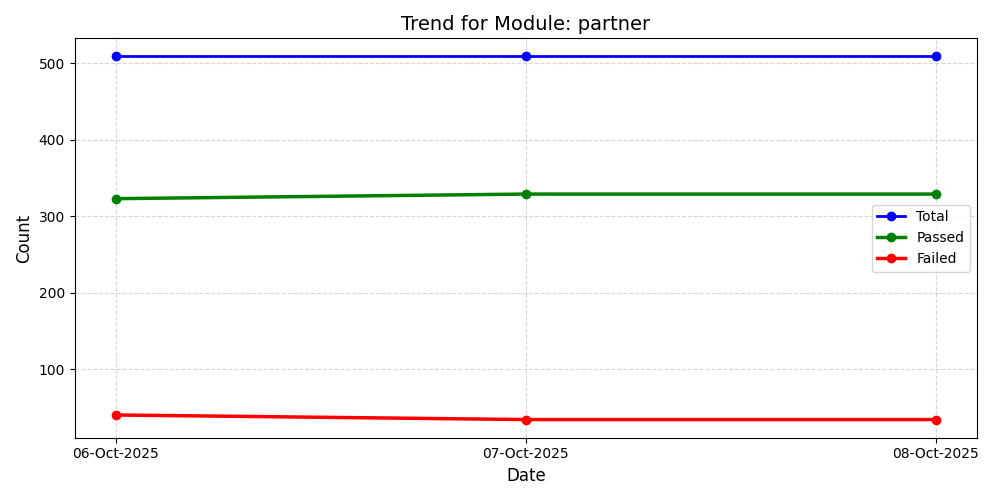 Trend for Module: partner
Count
500
400
300
200
100
Total
Passed
Failed
06-Oct-2025 07-Oct-2025 08-Oct-2025
Date